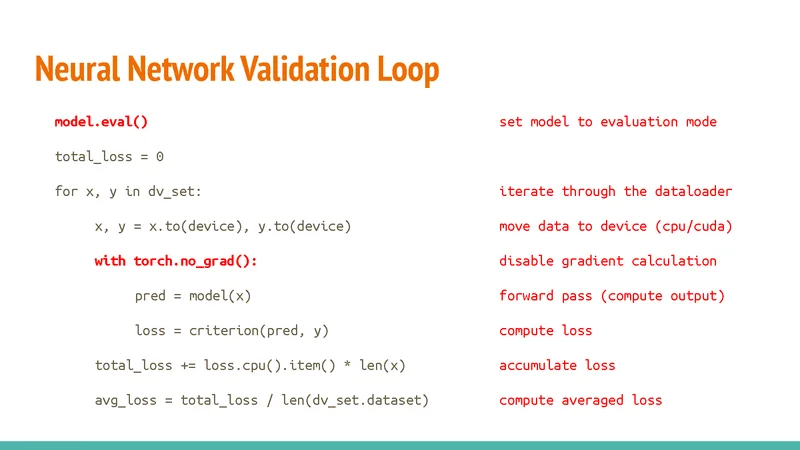 Neural Network Validation Loop
model.eval() set model to evaluation mode
total_loss = 0
for x, y in dv_set: iterate through the dataloader
x, y = x.to(device), y.to(device) move data to device (cpu/cuda)
with torch.no_grad(): disable gradient calculation
pred = model(x) forward pass (compute output)
loss = criterion(pred, y) compute loss
total_loss += loss.cpu().item() * len(x) accumulate loss
avg_loss = total_loss / len(dv_set.dataset) compute averaged loss